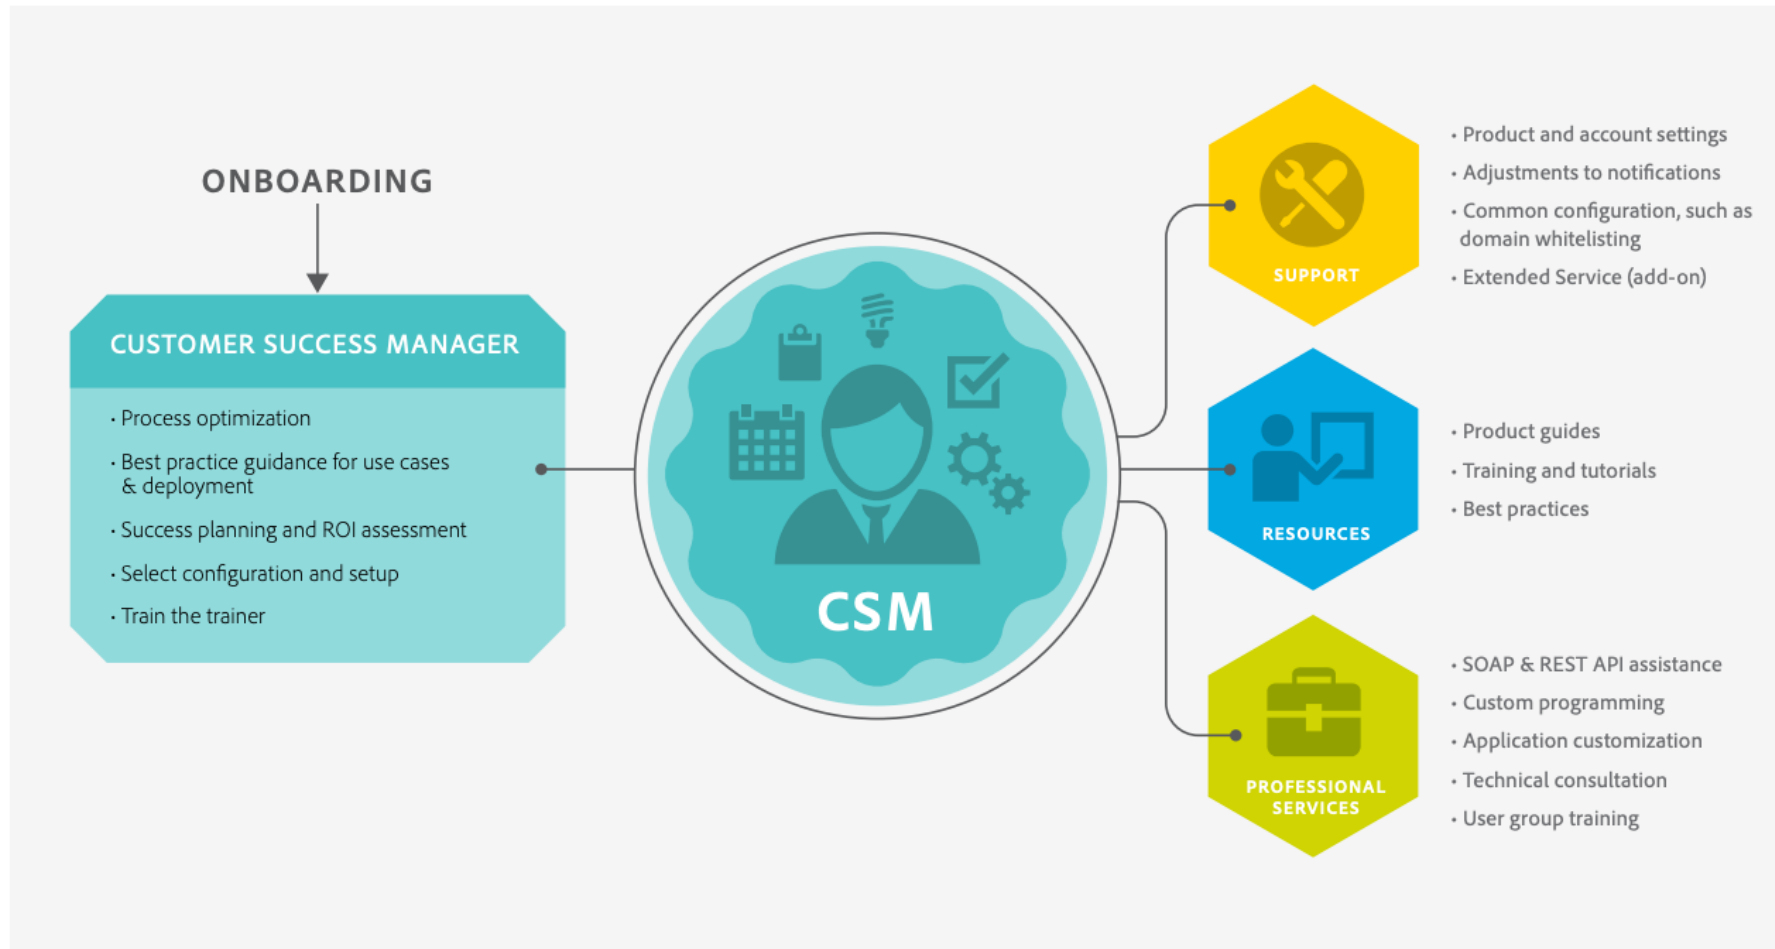 ONBOARDING
CUSTOMER SUCCESS MANAGER
• Process optimization
• Best practice guidance for use cases
& deployment
• Success planning and ROI assessment
• Select configuration and setup
• Train the trainer
CSM
SUPPORT
• Product and account settings
• Adjustments to notifications
• Common configuration, such as
domain whitelisting
• Extended Service (add-on)
RESOURCES
• Product guides
• Training and tutorials
• Best practices
PROFESSIONAL
SERVICES
• SOAP & REST API assistance
• Custom programming
• Application customization
• Technical consultation
• User group training